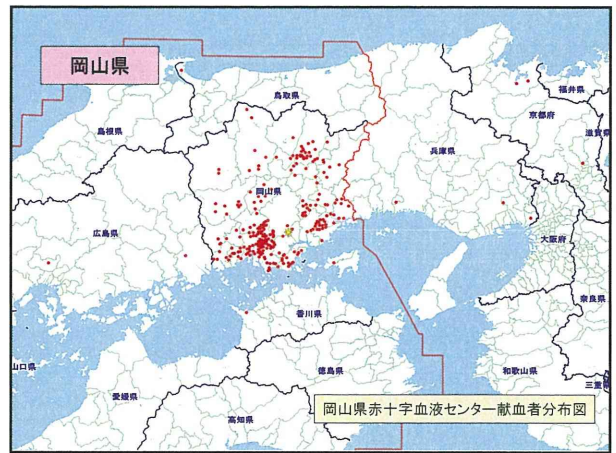 岡山県
鳥取県
福井県
京都府
滋賀県
島根県
兵庫県
岡山県
広島県
大阪府
奈良県
香川県
山口県
徳島県
和歌山県
三重県
愛媛県
高知県
岡山県赤十字血液センター献血者分布図